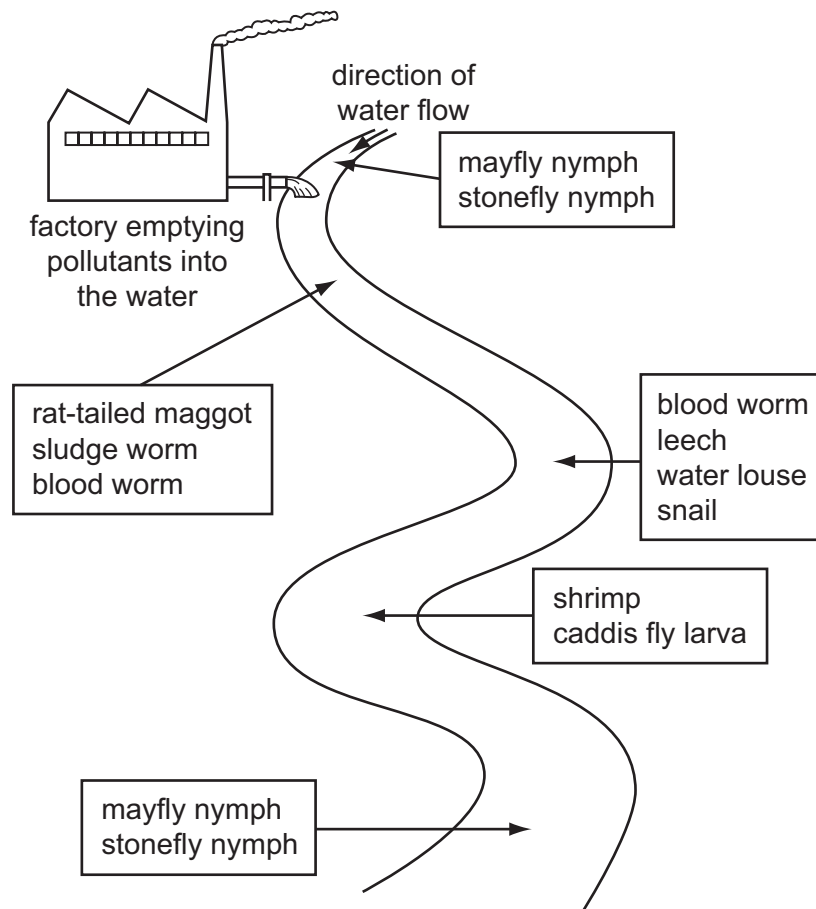 direction of
water flow
mayfly nymph
stonefly nymph
factory emptying
pollutants into
the water
rat-tailed maggot
sludge worm
blood worm
blood worm
leech
water louse
snail
shrimp
caddis fly larva
mayfly nymph
stonefly nymph